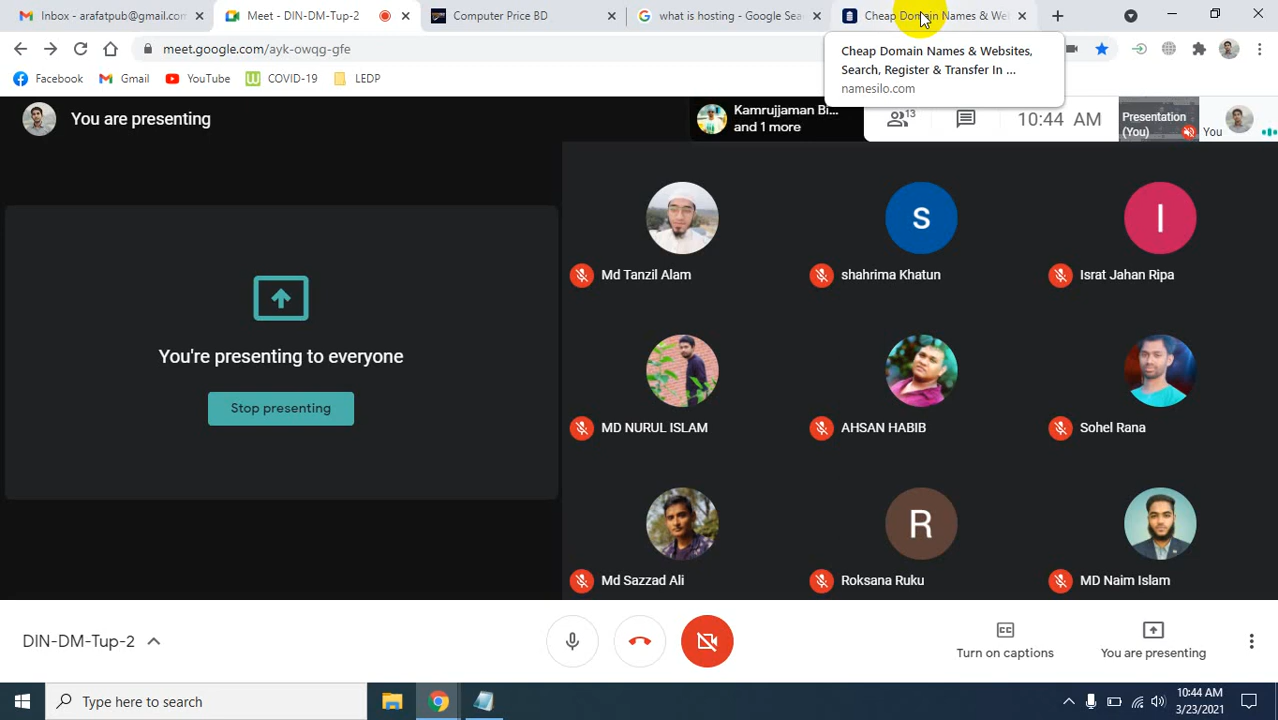 Inbox - arafatpub@gmail.com
Meet - DIN-DM-Tup-2
Computer Price BD
what is hosting - Google Sea
Cheap Domain Names & We
meet.google.com/ayk-owqg-gfe
Cheap Domain Names & Websites,
Search, Register & Transfer In ...
namesilo.com
Facebook
Gmail
YouTube
COVID-19
LEDP
You are presenting
Kamrujjaman Bi...
and 1 more
13
10:44 AM
Presentation
(You)
You
Md Tanzil Alam
s
shahrima Khatun
I
Israt Jahan Ripa
You're presenting to everyone
Stop presenting
MD NURUL ISLAM
AHSAN HABIB
Sohel Rana
Md Sazzad Ali
R
Roksana Ruku
MD Naim Islam
DIN-DM-Tup-2
CC
Turn on captions
You are presenting
Type here to search
10:44 AM
3/23/2021